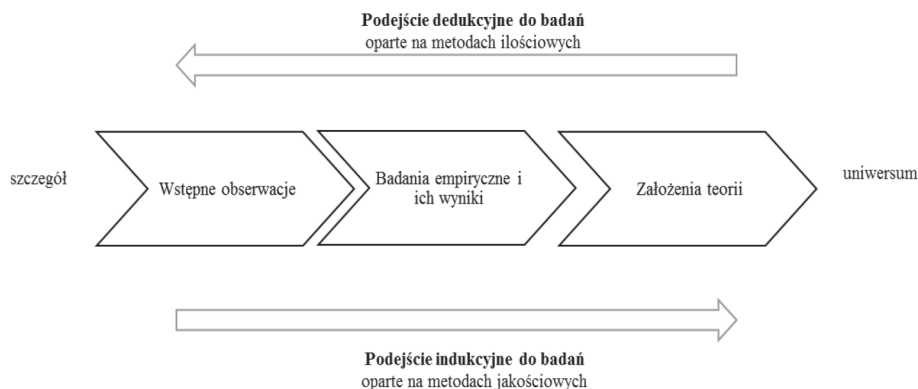 Podejście dedukcyjne do badań
oparte na metodach ilościowych
szczegół
Wstępne obserwacje
Badania empiryczne i
ich wyniki
Założenia teorii
uniwersum
Podejście indukcyjne do badań
oparte na metodach jakościowych